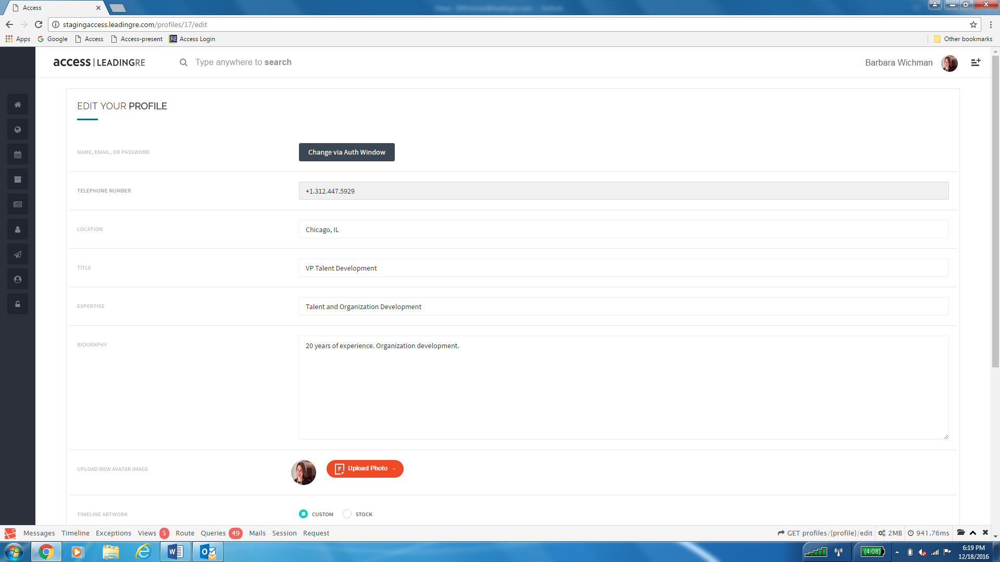 Access
stagingaccess.leadingre.com/profiles/17/edit
Apps Google Access Access-present RE Access Login Other bookmarks
access | LEADINGRE Type anywhere to search Barbara Wichman
EDIT YOUR PROFILE
NAME, EMAIL, OR PASSWORD Change via Auth Window
TELEPHONE NUMBER +1.312.447.5929
LOCATION Chicago, IL
TITLE VP Talent Development
EXPERTISE Talent and Organization Development
BIOGRAPHY 20 years of experience. Organization development.
UPLOAD NEW AVATAR IMAGE Upload Photo
TIMELINE ARTWORK CUSTOM STOCK
Messages Timeline Exceptions Views 5 Route Queries 49 Mails Session Request GET profiles/{profile}/edit 2MB 941.76ms
(4:08) 6:19 PM
12/18/2016